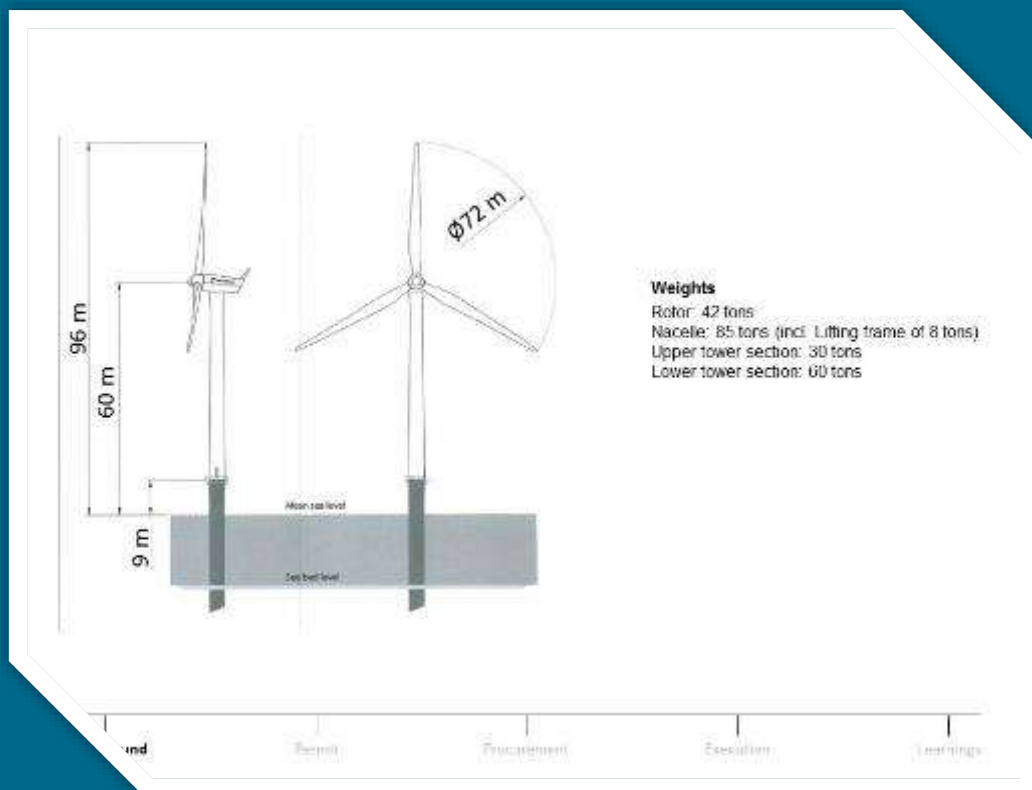 96 m
60 m
9 m
Ø72 m
Mean sea level
Sea bed level
Weights
Rotor: 42 tons
Nacelle: 85 tons (incl. Lifting frame of 8 tons)
Upper tower section: 30 tons
Lower tower section: 60 tons
und
Permit
Procurement
Execution
Learnings